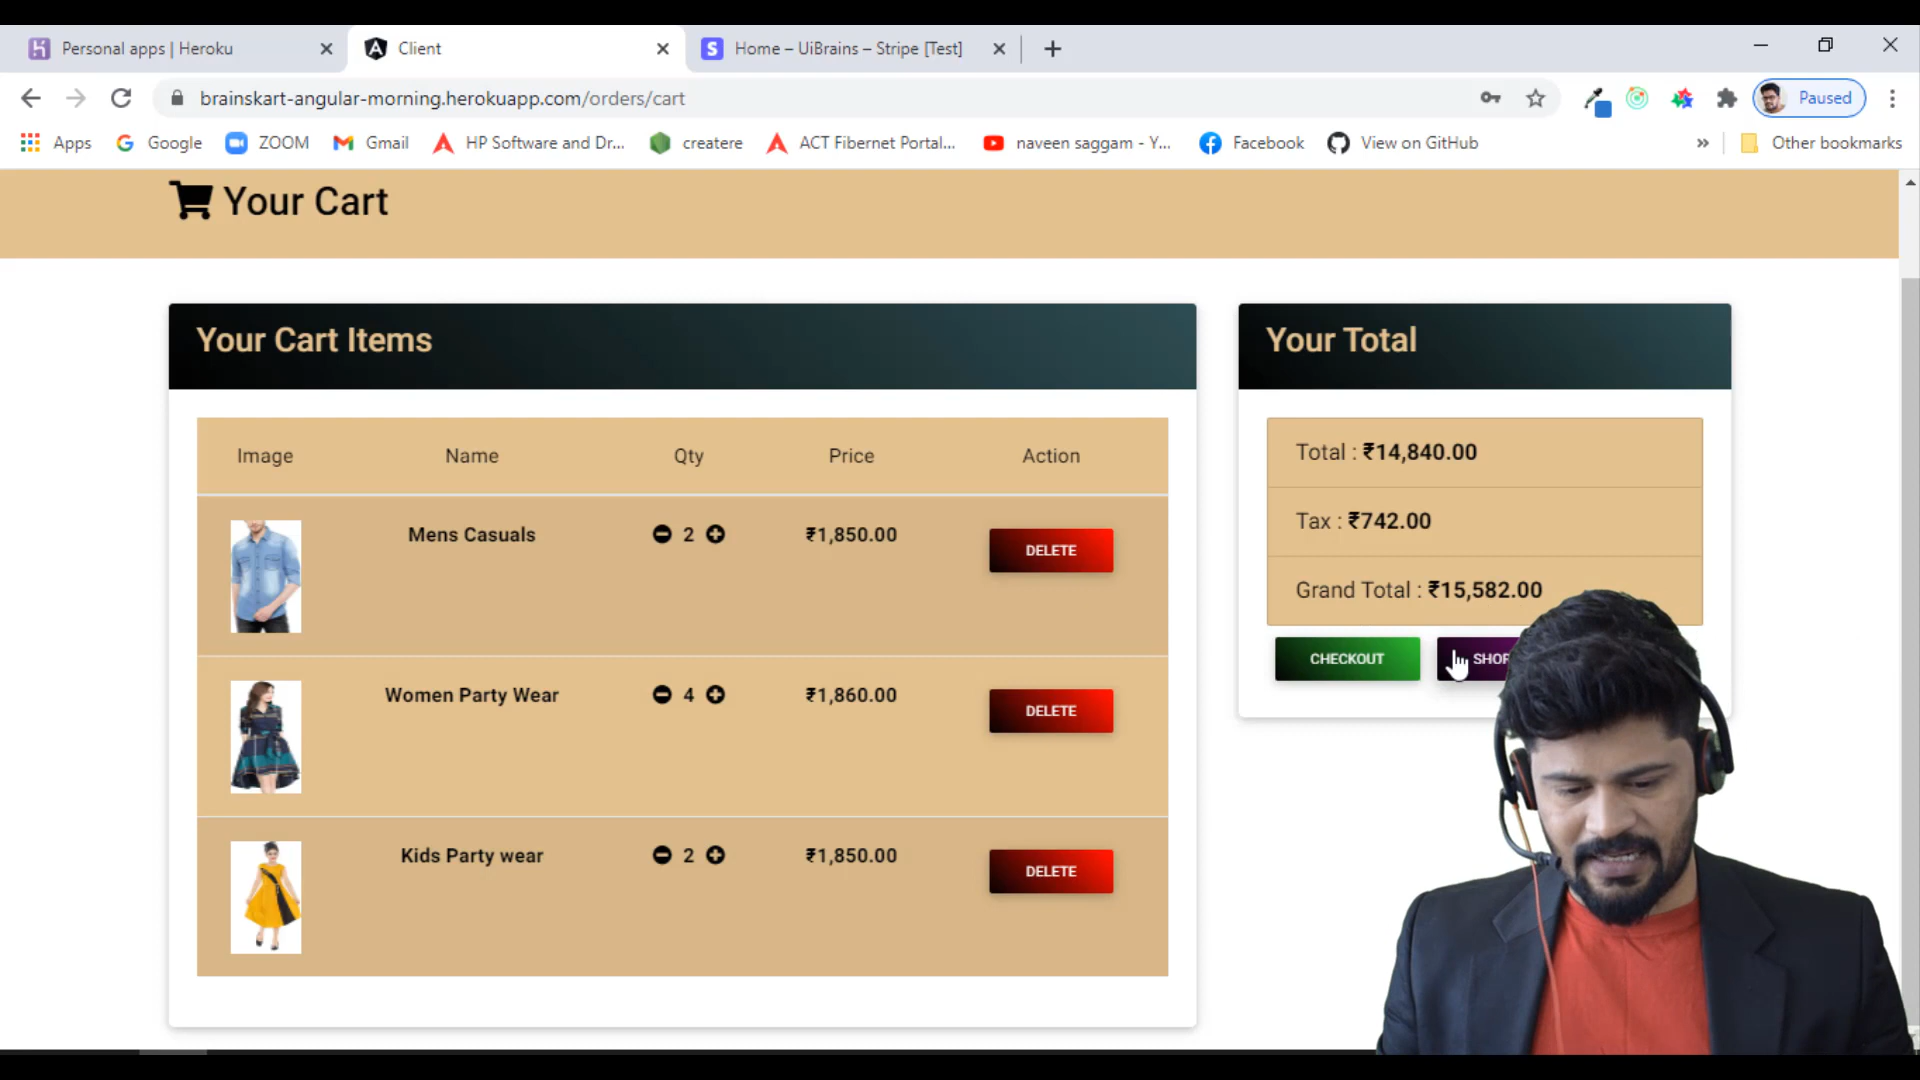 Personal apps | Heroku
Client
Home – UiBrains – Stripe [Test]
brainskart-angular-morning.herokuapp.com/orders/cart
Paused
Apps
Google
ZOOM
Gmail
HP Software and Dr...
createre
ACT Fibernet Portal...
naveen saggam - Y...
Facebook
View on GitHub
Other bookmarks
Your Cart
Your Cart Items
Image Name Qty Price Action
Mens Casuals 2 ₹1,850.00 DELETE
Women Party Wear 4 ₹1,860.00 DELETE
Kids Party wear 2 ₹1,850.00 DELETE
Your Total
Total : ₹14,840.00
Tax : ₹742.00
Grand Total : ₹15,582.00
CHECKOUT